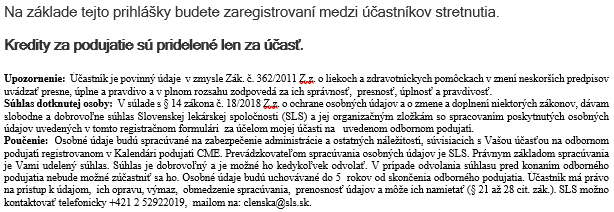 Na základe tejto prihlášky budete zaregistrovaní medzi účastníkov stretnutia.
Kredity za podujatie sú pridelené len za účasť.
Upozornenie: Účastník je povinný údaje v zmysle Zák. č. 362/2011 Z.z. o liekoch a zdravotnickych pomôckach v znení neskorších predpisov
uvádzať presne, úplne a pravdivo a v plnom rozsahu zodpovedá za ich správnosť, presnosť, úplnosť a pravdivosť.
Súhlas dotknutej osoby: V súlade s § 14 zákona č. 18/2018 Z.z. o ochrane osobných údajov a o zmene a doplnení niektorých zákonov, dávam
slobodne a dobrovoľne súhlas Slovenskej lekárskej spoločnosti (SLS) a jej organizačným zložkám so spracovaním poskytnutých osobných
údajov uvedených v tomto registračnom formulári za účelom mojej účasti na uvedenom odbornom podujatí.
Poučenie: Osobné údaje budú spracúvané na zabezpečenie administrácie a ostatných náležitostí, súvisiacich s Vašou účasťou na odbornom
podujatí registrovanom v Kalendári podujatí CME. Prevádzkovateľom spracúvania osobných údajov je SLS. Právnym základom spracúvania
je Vami udelený súhlas. Súhlas je dobrovoľný a je možné ho kedykoľvek odvolať. V prípade odvolania súhlasu pred konaním odborného
podujatia nebude možné zúčastniť sa ho. Osobné údaje budú uchovávané do 5 rokov od skončenia odborného podujatia. Účastník má právo
na prístup k údajom, ich opravu, výmaz, obmedzenie spracúvania, prenosnosť údajov a môže ich namietať (§ 21 až 28 cit. zák.). SLS možno
kontaktovať telefonicky +421 2 52922019, mailom na: clenska@sls.sk.